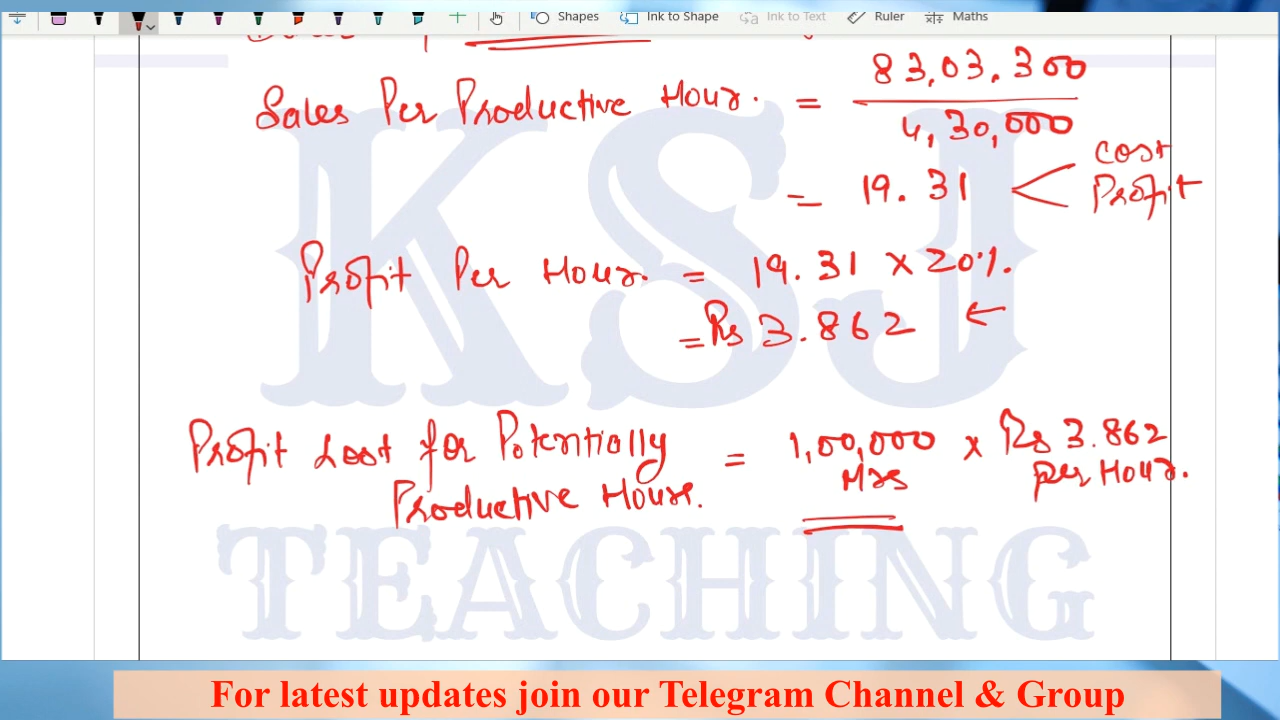 Shapes Ink to Shape Ink to Text Ruler Maths
Sales Per Productive Hour. = 83,03,300
4,30,000
= 19.31 < Cost
Profit
Profit Per Hour. = 19.31 x 20%.
= Rs 3.862 ←
Profit Lost for Potentially = 1,00,000 x Rs 3.862
Productive Hours. Hrs per Hour.
KSJ
TEACHING
For latest updates join our Telegram Channel & Group